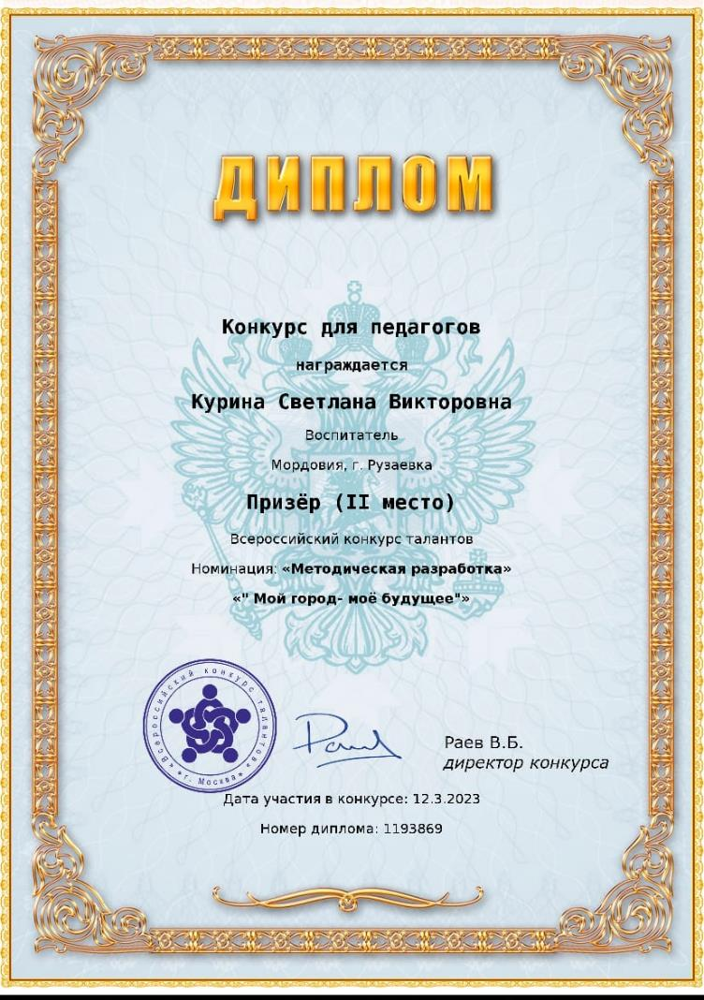 ДИПЛОМ
Конкурс для педагогов
награждается
Курина Светлана Викторовна
Воспитатель
Мордовия, г. Рузаевка
Призёр (II место)
Всероссийский конкурс талантов
Номинация: «Методическая разработка»
«" Мой город- моё будущее"»
«Всероссийский конкурс талантов»
«г. Москва»
Раев В.Б.
директор конкурса
Дата участия в конкурсе: 12.3.2023
Номер диплома: 1193869